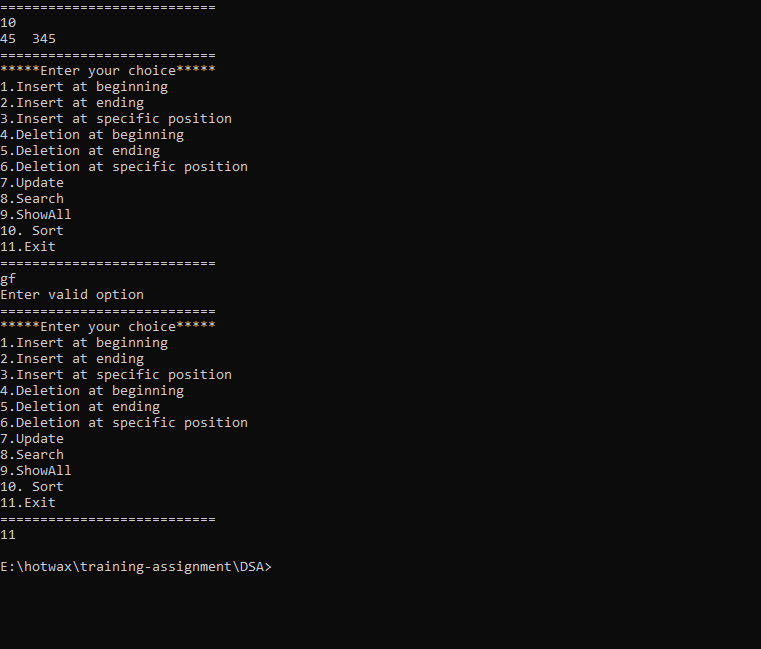 ===========================
10
45  345
===========================
*****Enter your choice*****
1.Insert at beginning
2.Insert at ending
3.Insert at specific position
4.Deletion at beginning
5.Deletion at ending
6.Deletion at specific position
7.Update
8.Search
9.ShowAll
10. Sort
11.Exit
===========================
gf
Enter valid option
===========================
*****Enter your choice*****
1.Insert at beginning
2.Insert at ending
3.Insert at specific position
4.Deletion at beginning
5.Deletion at ending
6.Deletion at specific position
7.Update
8.Search
9.ShowAll
10. Sort
11.Exit
===========================
11
E:\hotwax\training-assignment\DSA>